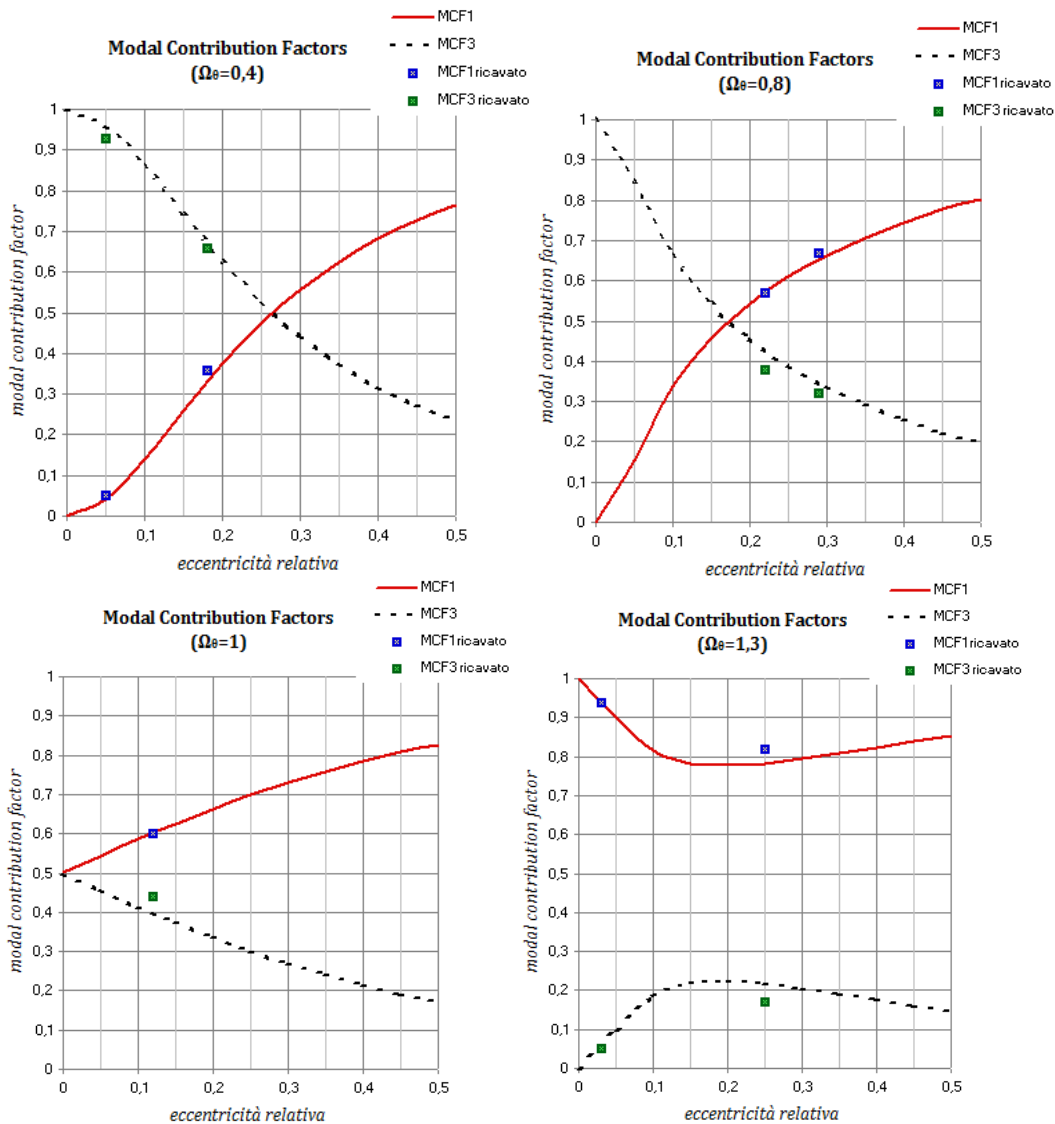 Modal Contribution Factors
(Ωθ=0,4)
MCF1
MCF3
MCF1ricavato
MCF3 ricavato
modal contribution factor
1
0,9
0,8
0,7
0,6
0,5
0,4
0,3
0,2
0,1
0
0
0,1
0,2
0,3
0,4
0,5
eccentricità relativa
Modal Contribution Factors
(Ωθ=0,8)
MCF1
MCF3
MCF1ricavato
MCF3 ricavato
modal contribution factor
1
0,9
0,8
0,7
0,6
0,5
0,4
0,3
0,2
0,1
0
0
0,1
0,2
0,3
0,4
0,5
eccentricità relativa
Modal Contribution Factors
(Ωθ=1)
MCF1
MCF3
MCF1ricavato
MCF3 ricavato
modal contribution factor
1
0,9
0,8
0,7
0,6
0,5
0,4
0,3
0,2
0,1
0
0
0,1
0,2
0,3
0,4
0,5
eccentricità relativa
Modal Contribution Factors
(Ωθ=1,3)
MCF1
MCF3
MCF1ricavato
MCF3 ricavato
modal contribution factor
1
0,9
0,8
0,7
0,6
0,5
0,4
0,3
0,2
0,1
0
0
0,1
0,2
0,3
0,4
0,5
eccentricità relativa